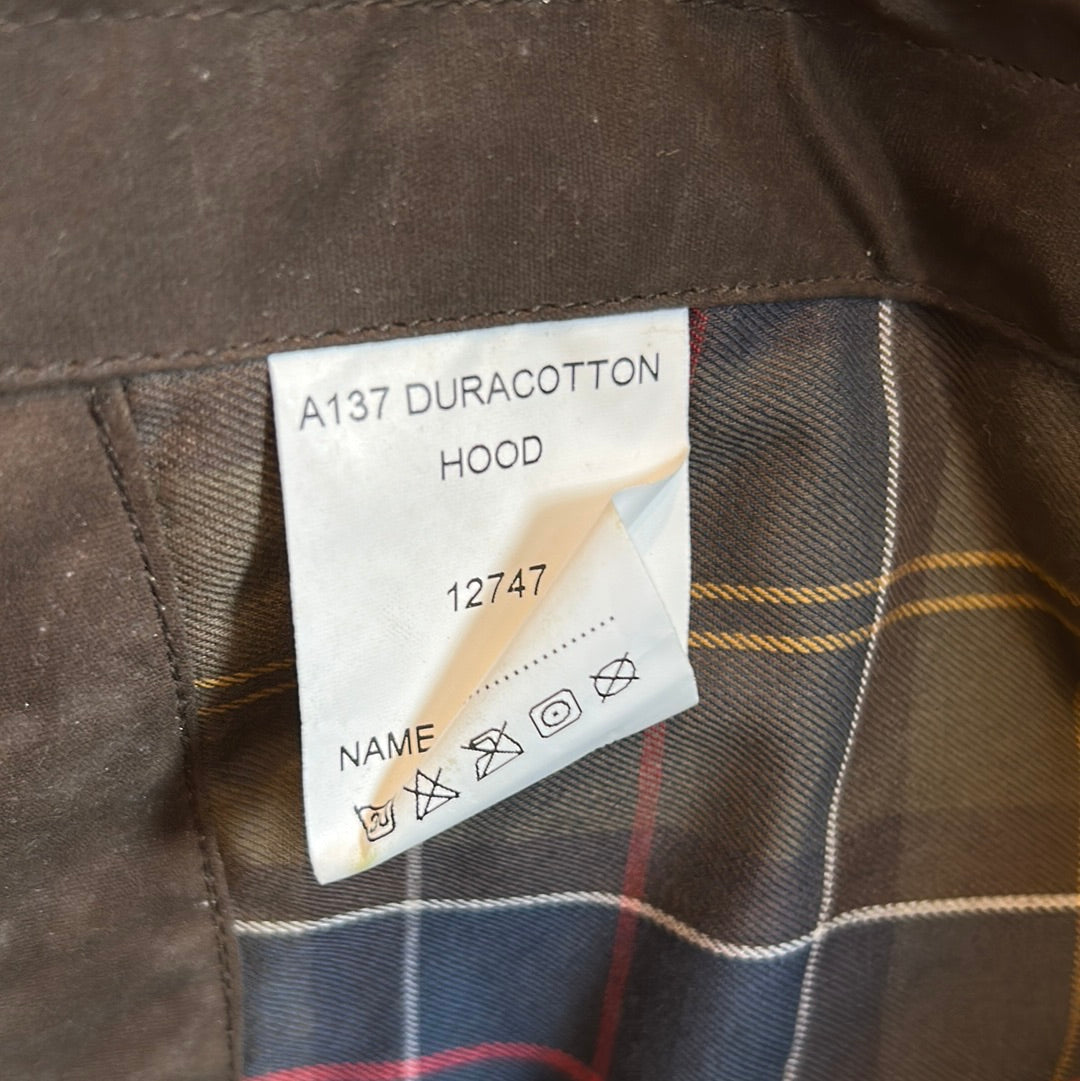 A137 DURACOTTON
HOOD
12747
NAME ....................